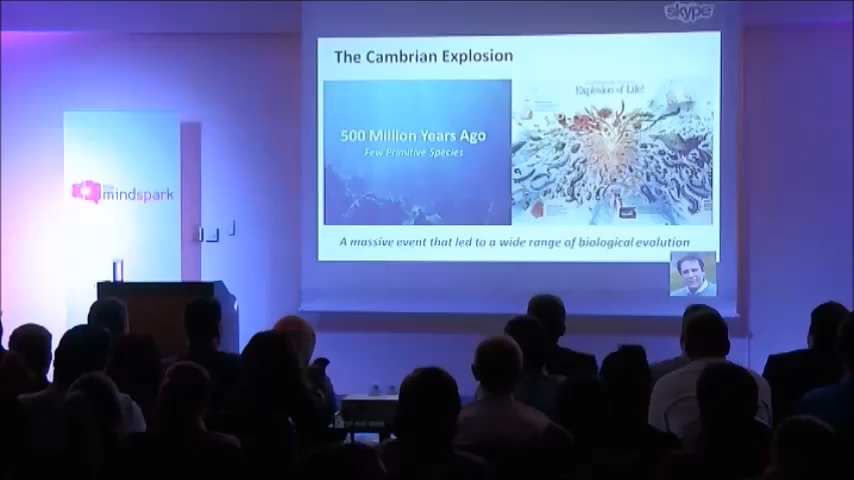 skype
The Cambrian Explosion
Explosion of Life!
500 Million Years Ago
Few Primitive Species
the
mindspark
A massive event that led to a wide range of biological evolution